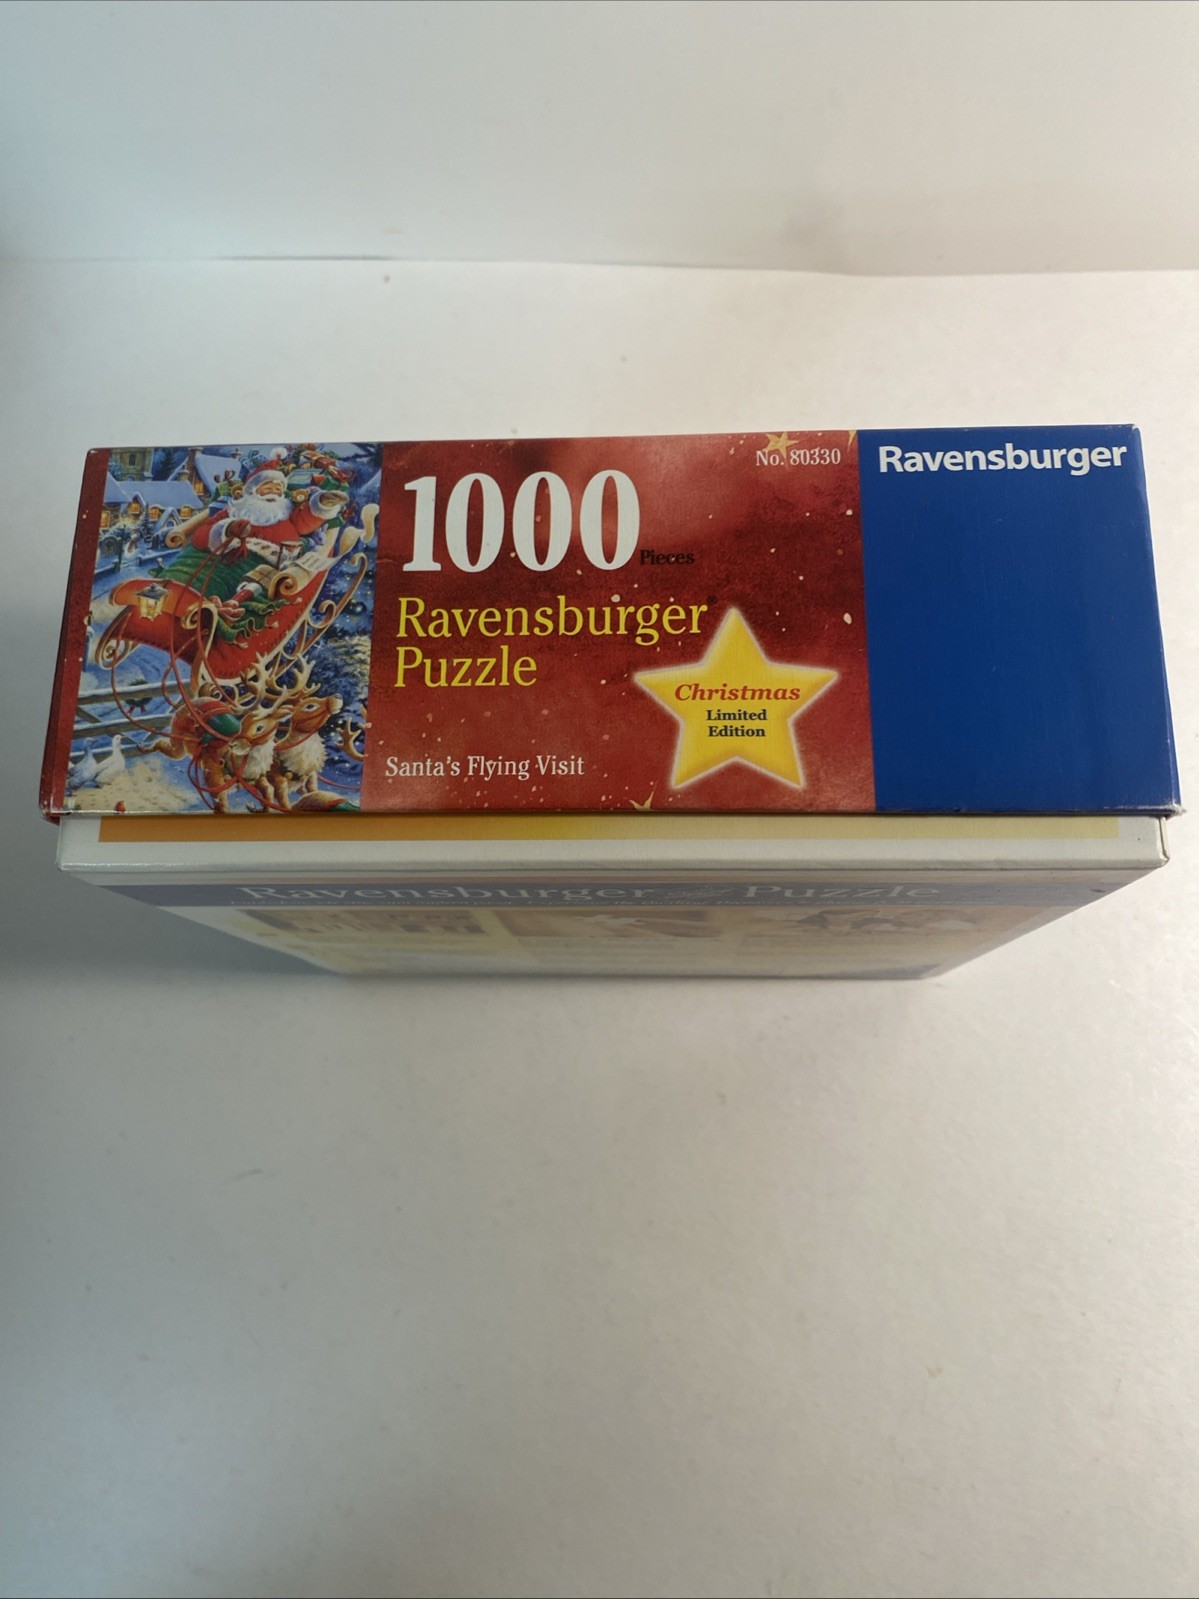 No. 80330
Ravensburger
1000 Pieces
Ravensburger®
Puzzle
Christmas
Limited
Edition
Santa's Flying Visit
Ravensburger Puzzle